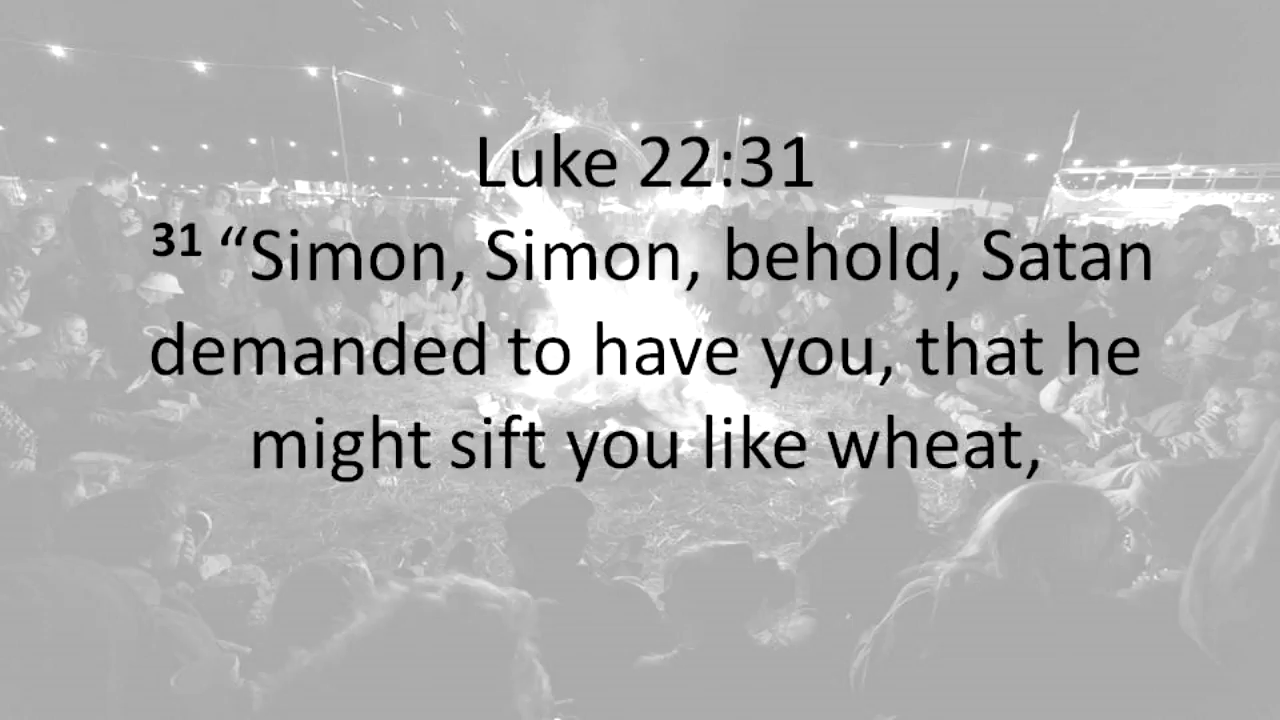 Luke 22:31
31 “Simon, Simon, behold, Satan
demanded to have you, that he
might sift you like wheat,